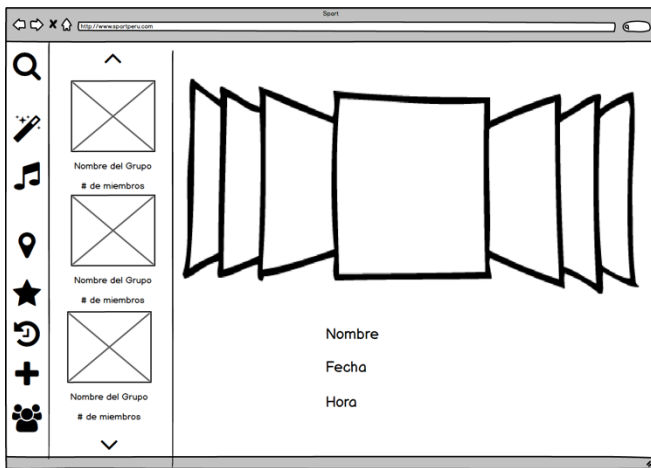 Sport
http://www.sportperu.com
Nombre del Grupo
# de miembros
Nombre del Grupo
# de miembros
Nombre del Grupo
# de miembros
Nombre
Fecha
Hora